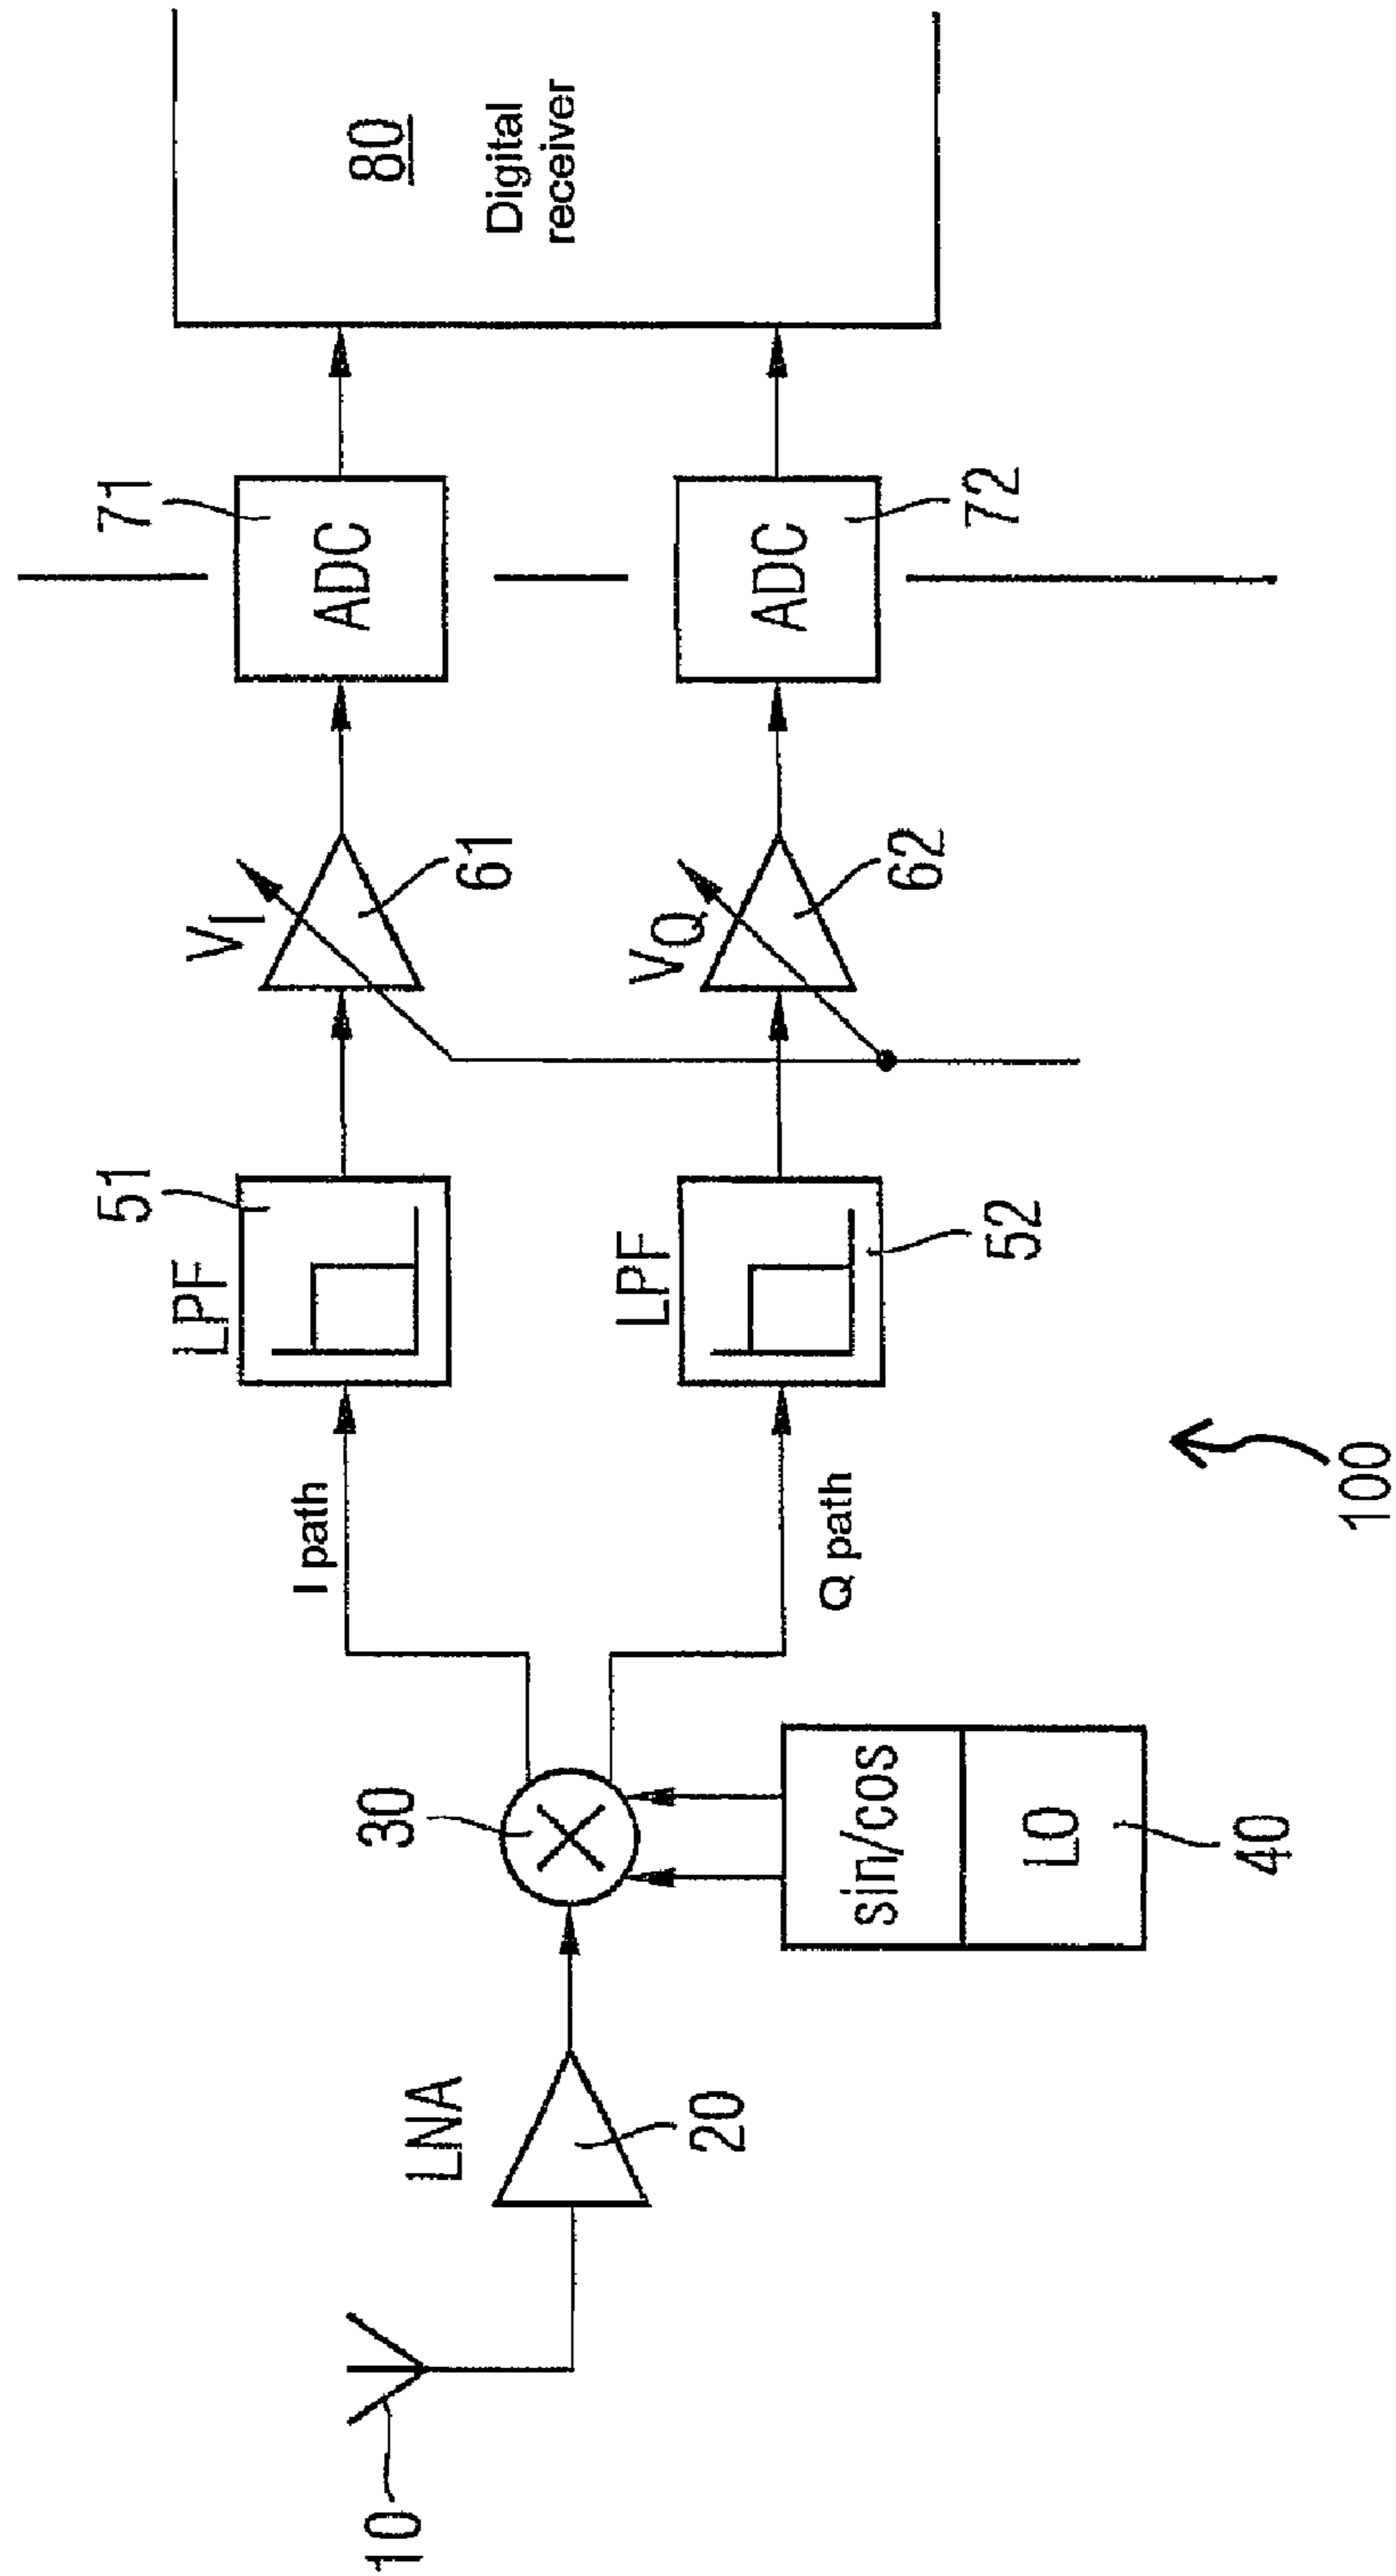 10
LNA
20
30
sin/cos
LO
40
I path
Q path
LPF
51
LPF
52
100
VI
61
VQ
62
71
ADC
ADC
72
80
Digital
receiver